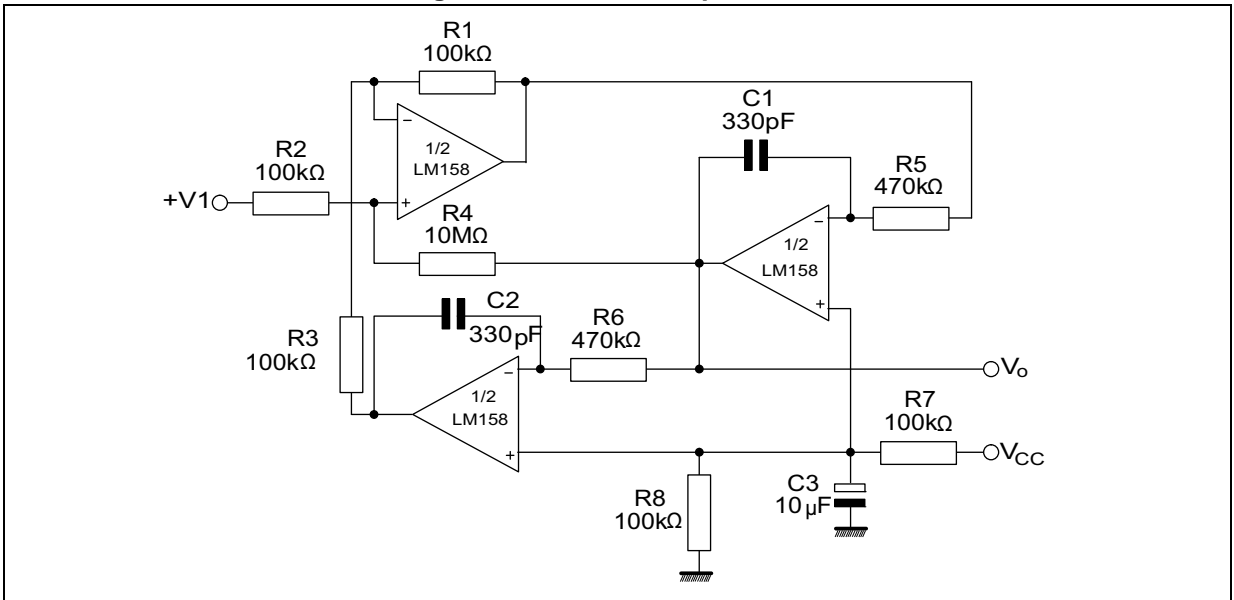 R1
100kΩ
C1
330pF
1/2
LM158
R2
100kΩ
R5
470kΩ
+V1
R4
10MΩ
1/2
LM158
C2
330pF
R6
470kΩ
R3
100kΩ
Vo
1/2
LM158
R7
100kΩ
VCC
C3
10µF
R8
100kΩ
−
+
−
+
−
+